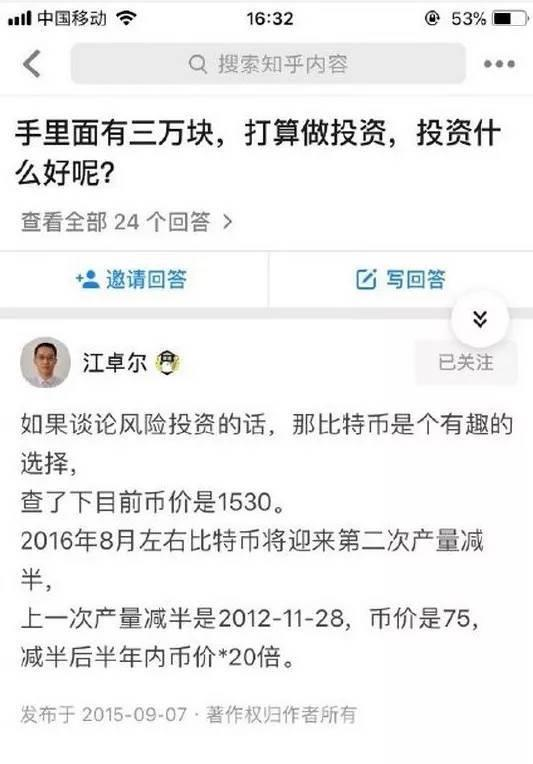 中国移动 16:32 53%
搜索知乎内容
手里面有三万块，打算做投资，投资什
么好呢？
查看全部 24 个回答
邀请回答 写回答
江卓尔 已关注
如果谈论风险投资的话，那比特币是个有趣的
选择，
查了下目前币价是1530。
2016年8月左右比特币将迎来第二次产量减
半，
上一次产量减半是2012-11-28，币价是75，
减半后半年内币价*20倍。
发布于 2015-09-07 · 著作权归作者所有